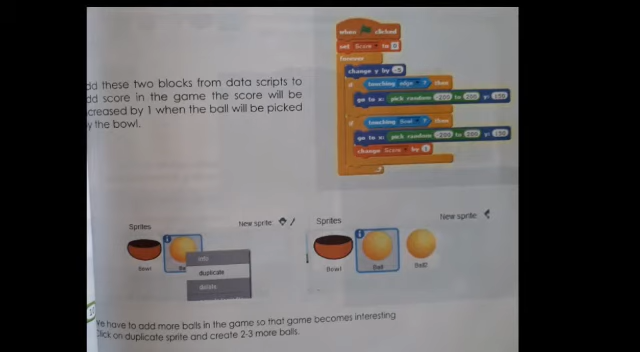 dd these two blocks from data scripts to
dd score in the game the score will be
creased by 1 when the ball will be picked
y the bowl.
when clicked
set Score to 0
forever
change y by -5
if touching edge ? then
go to x: pick random -200 to 200 y: 150
if touching Bowl ? then
go to x: pick random -200 to 200 y: 150
change Score by 1
Sprites
New sprite:
Bowl
info
duplicate
delete
Sprites
New sprite:
Bowl
Ball
Ball2
We have to add more balls in the game so that game becomes interesting
Click on duplicate sprite and create 2-3 more balls.